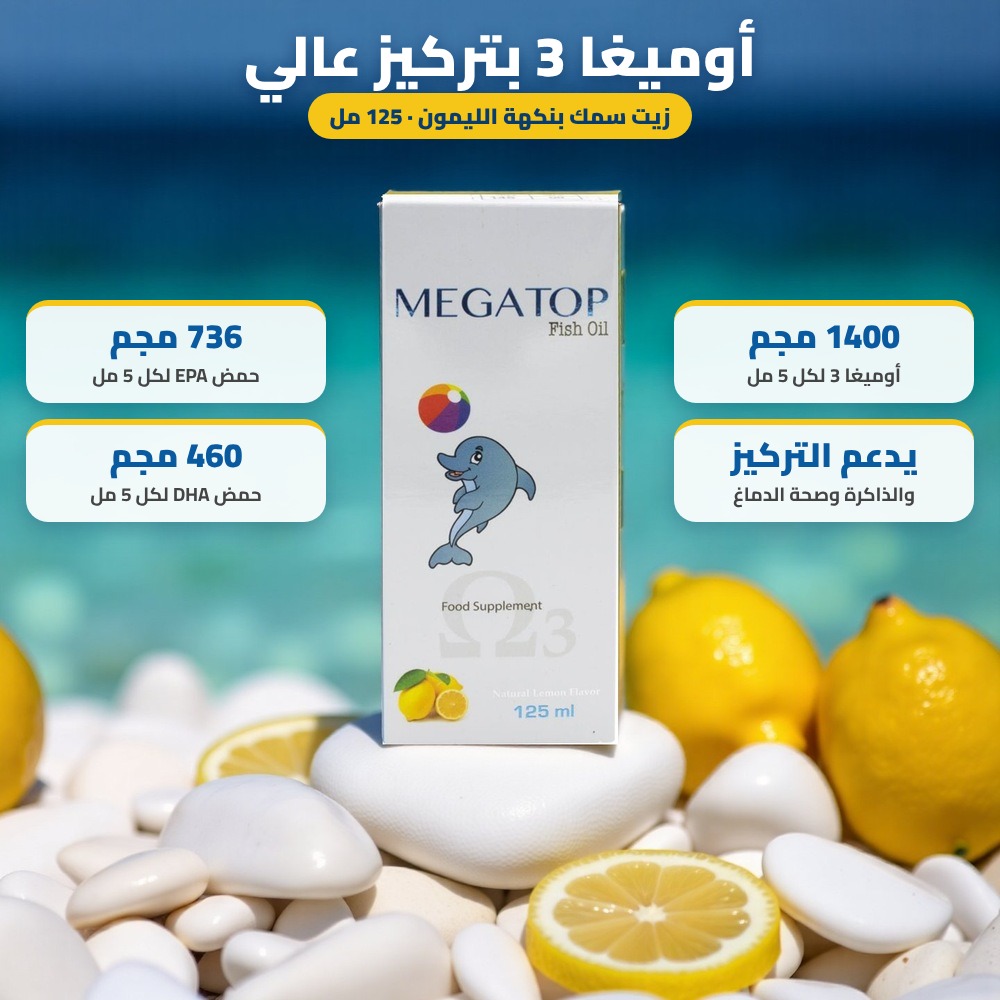 أوميغا 3 بتركيز عالي
زيت سمك بنكهة الليمون · 125 مل
1400 مجم
أوميغا 3 لكل 5 مل
736 مجم
حمض EPA لكل 5 مل
يدعم التركيز
والذاكرة وصحة الدماغ
460 مجم
حمض DHA لكل 5 مل
MEGATOP
Fish Oil
Food Supplement
Ω3
Natural Lemon Flavor
125 ml